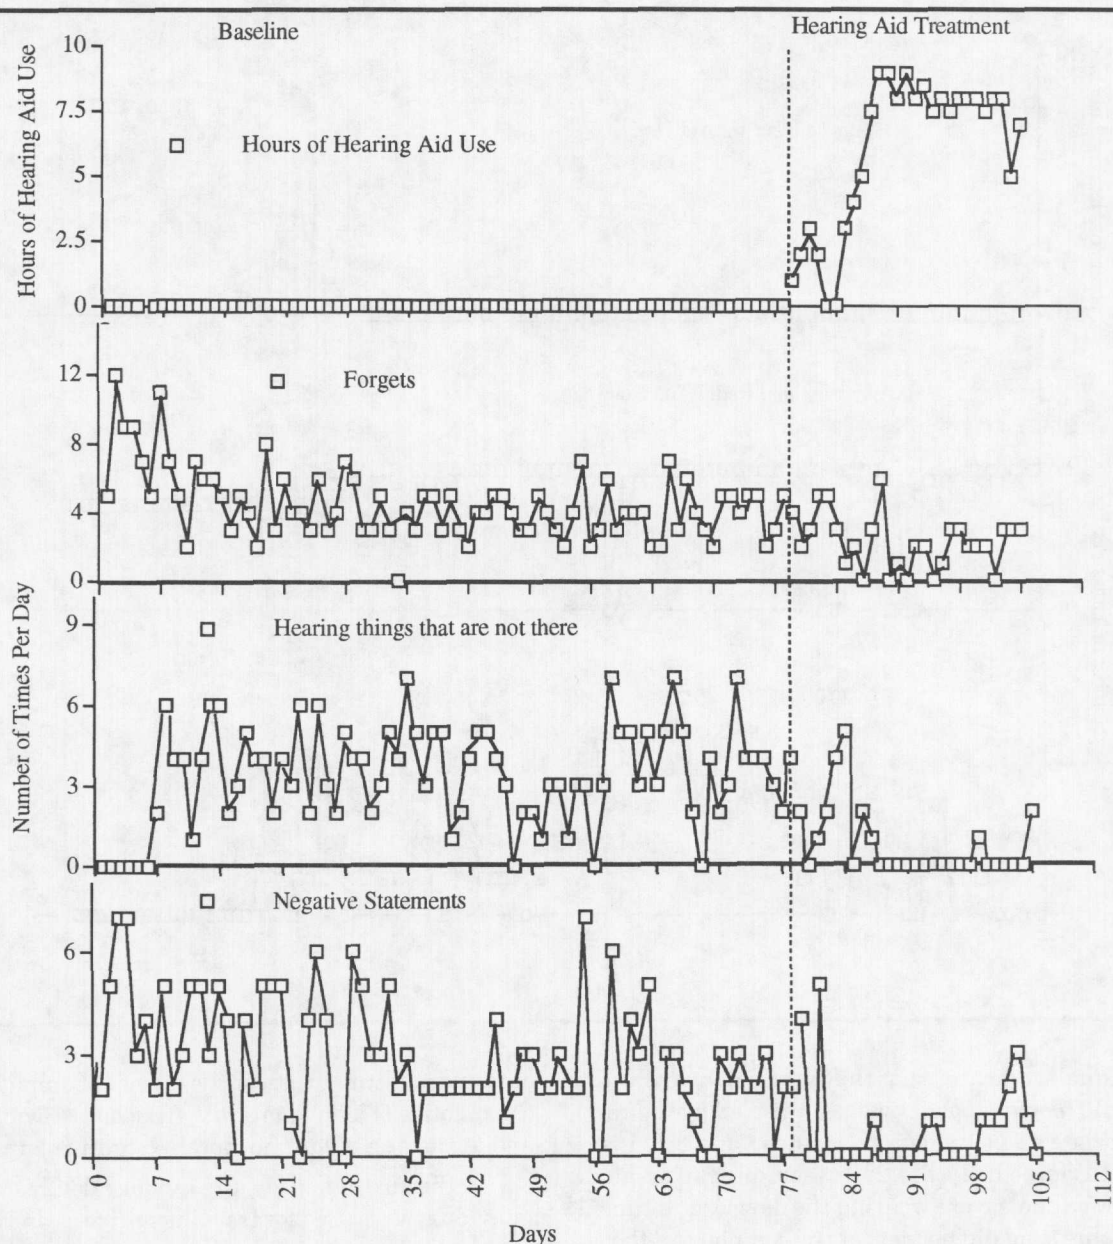 Baseline
Hearing Aid Treatment
Hours of Hearing Aid Use
10
7.5
5
2.5
0
Hours of Hearing Aid Use
Number of Times Per Day
12
8
4
0
Forgets
9
6
3
0
Hearing things that are not there
6
3
0
Negative Statements
0 7 14 21 28 35 42 49 56 63 70 77 84 91 98 105 112
Days